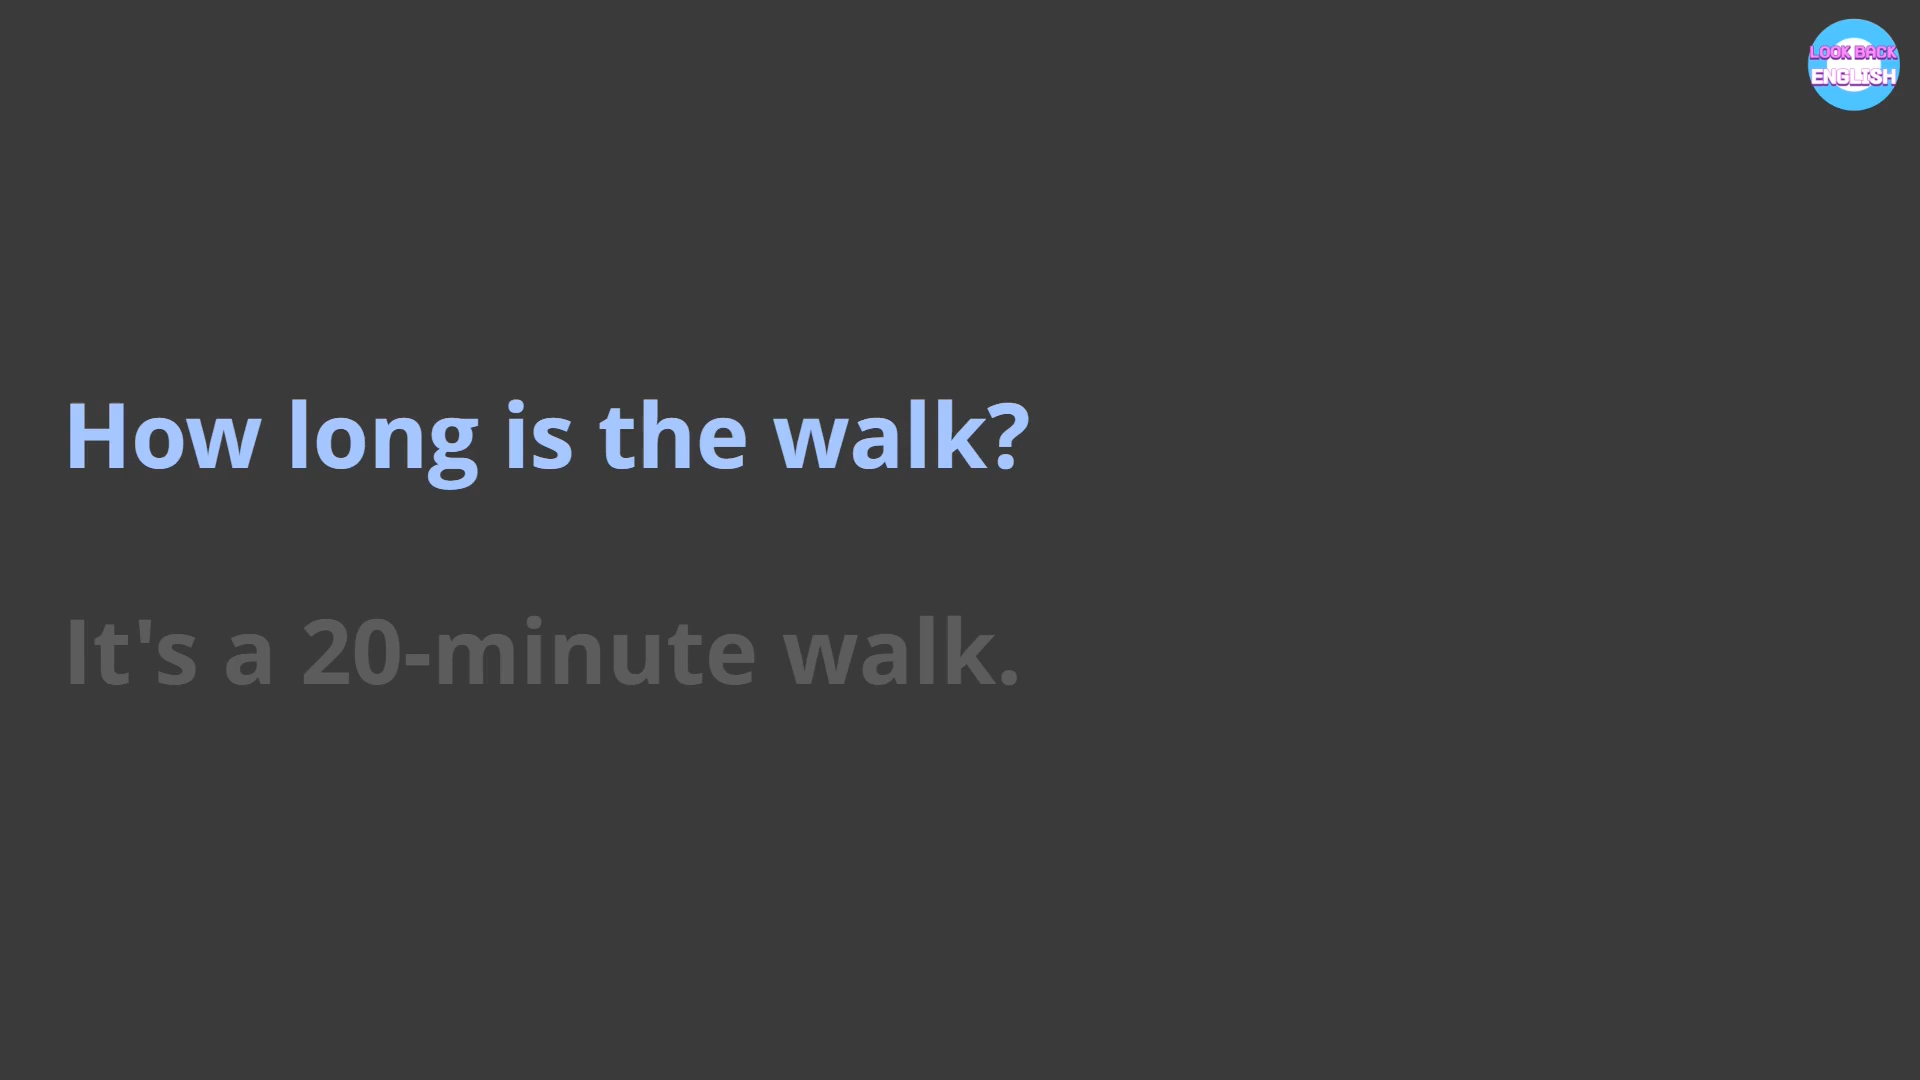 LOOK BACK
ENGLISH
How long is the walk?
It's a 20-minute walk.